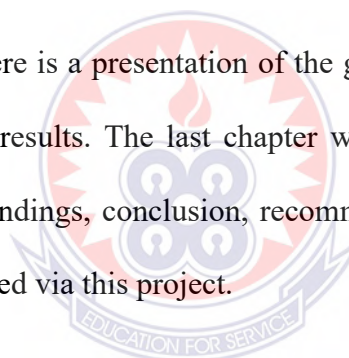 ere is a presentation of the g
results. The last chapter w
ndings, conclusion, recomm
ed via this project.
EDUCATION FOR SERVICE